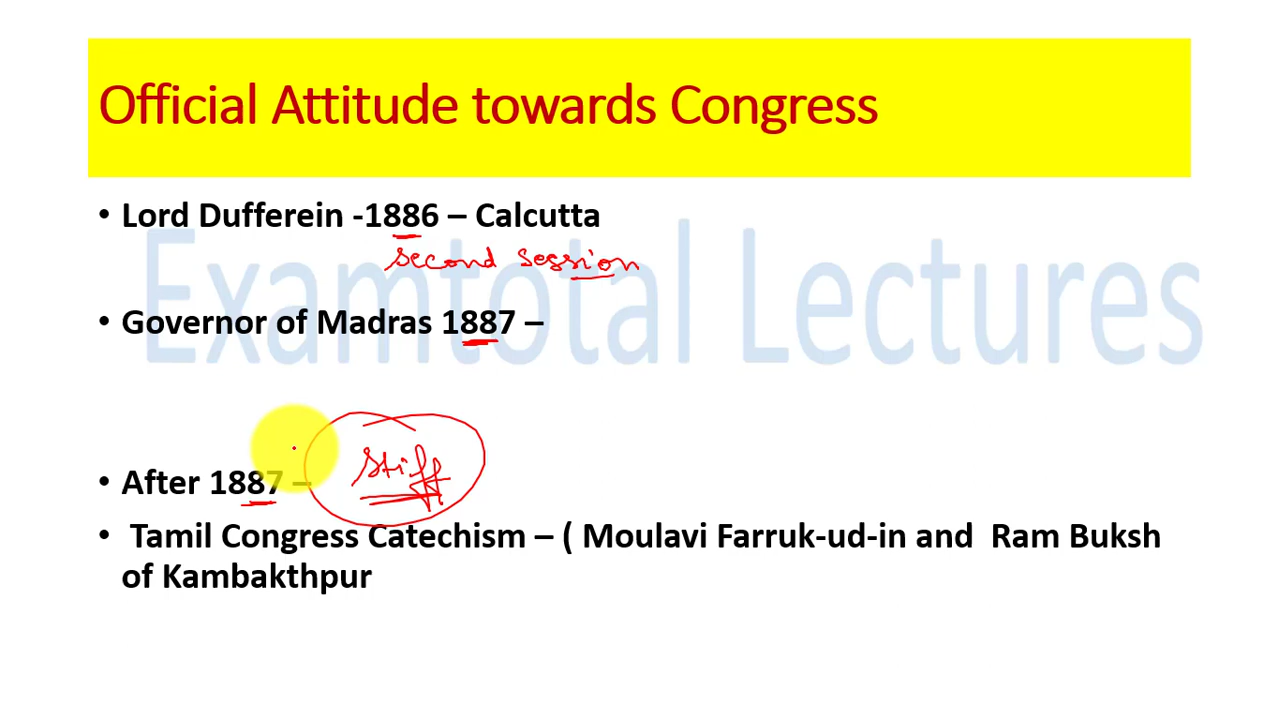 Official Attitude towards Congress
• Lord Dufferein -1886 – Calcutta
second session
Examtotal Lectures
• Governor of Madras 1887 –
stiff
• After 1887 –
• Tamil Congress Catechism – ( Moulavi Farruk-ud-in and Ram Buksh
of Kambakthpur